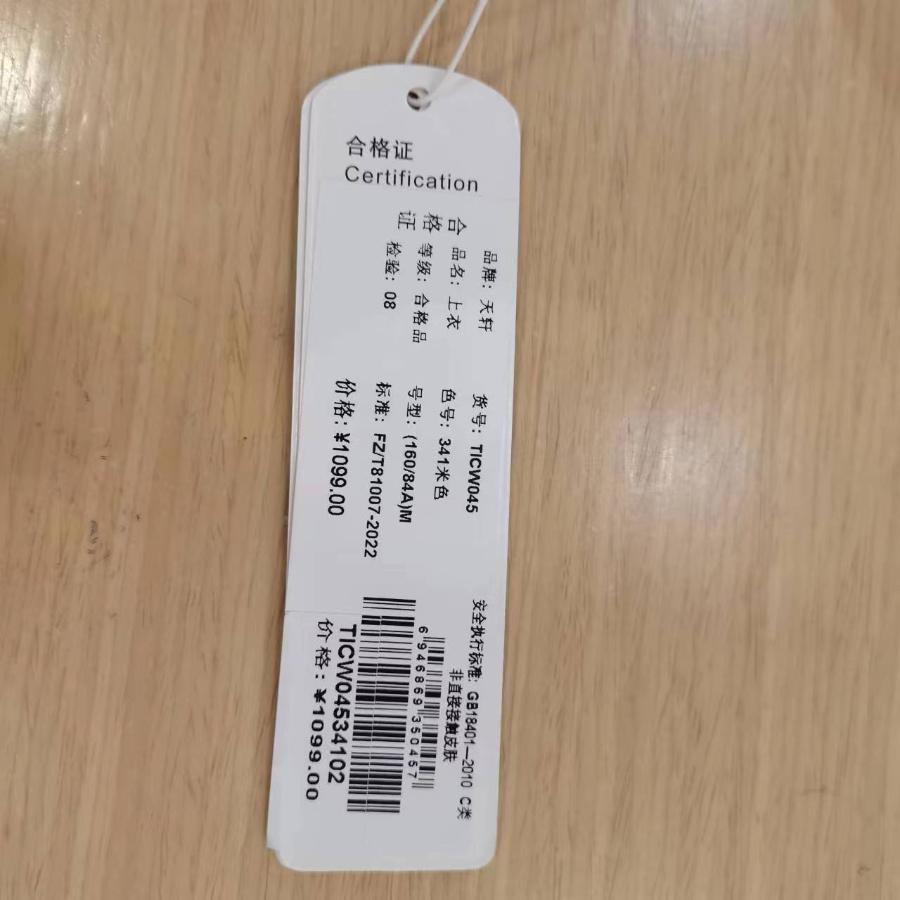 合格证
Certification
合格证
品牌：天轩
品名：上衣
等级：合格品
检验：08
货号：TICW045
色号：341米色
号型：(160/84A)M
标准：FZ/T81007-2022
价格：¥1099.00
安全执行标准：GB18401—2010 C类
非直接接触皮肤
6946869350457
TICW04534102
价格：¥1099.00